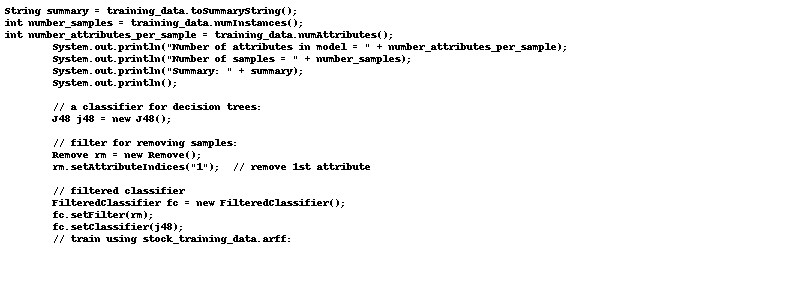 String summary = training_data.toSummaryString();
int number_samples = training_data.numInstances();
int number_attributes_per_sample = training_data.numAttributes();
System.out.println("Number of attributes in model = " + number_attributes_per_sample);
System.out.println("Number of samples = " + number_samples);
System.out.println("Summary: " + summary);
System.out.println();
// a classifier for decision trees:
J48 j48 = new J48();
// filter for removing samples:
Remove rm = new Remove();
rm.setAttributeIndices("1");  // remove 1st attribute
// filtered classifier
FilteredClassifier fc = new FilteredClassifier();
fc.setFilter(rm);
fc.setClassifier(j48);
// train using stock_training_data.arff: